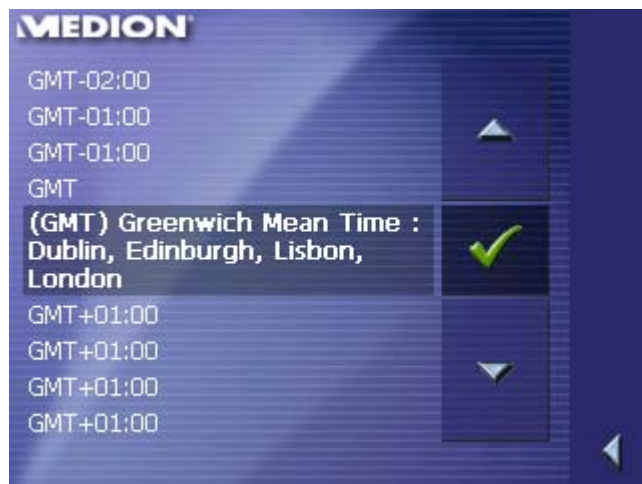 MEDION
GMT-02:00
GMT-01:00
GMT-01:00
GMT
(GMT) Greenwich Mean Time :
Dublin, Edinburgh, Lisbon,
London
GMT+01:00
GMT+01:00
GMT+01:00
GMT+01:00